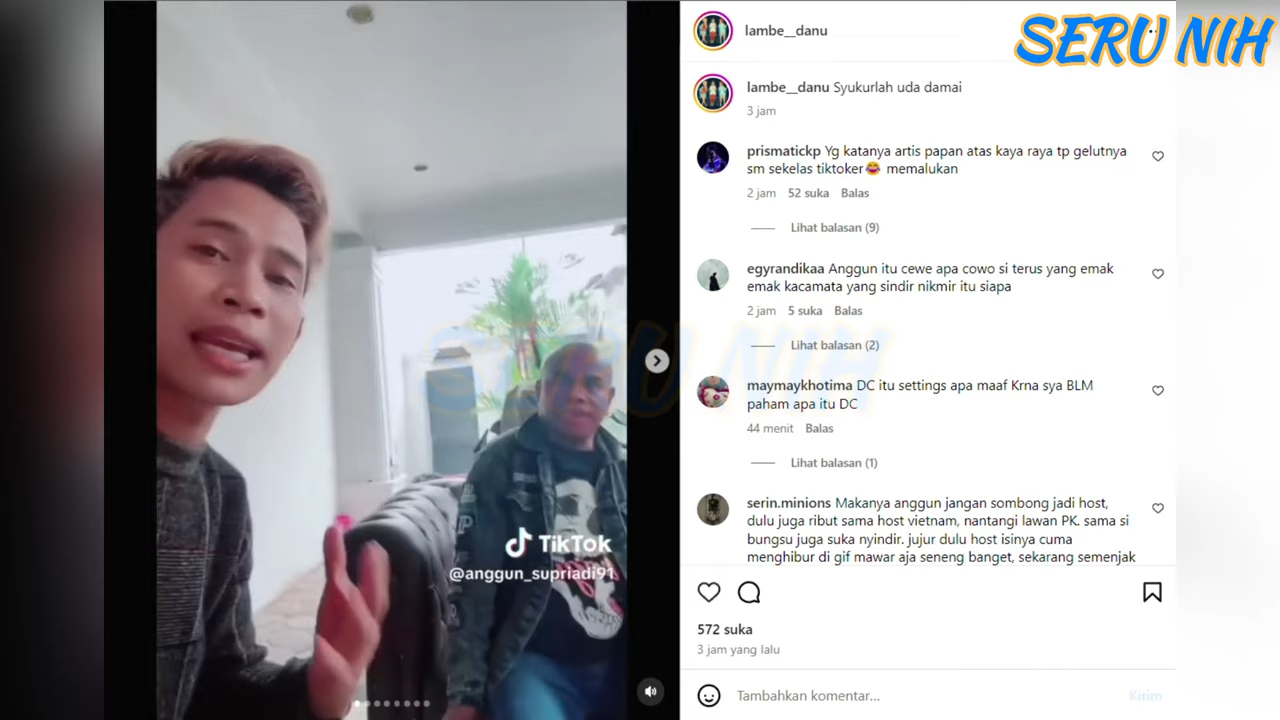 SERU NIH
lambe__danu
lambe__danu Syukurlah uda damai
3 jam
prismatickp Yg katanya artis papan atas kaya raya tp gelutnya
sm sekelas tiktoker😂 memalukan
2 jam 52 suka Balas
Lihat balasan (9)
egyrandikaa Anggun itu cewe apa cowo si terus yang emak
emak kacamata yang sindir nikmir itu siapa
2 jam 5 suka Balas
Lihat balasan (2)
maymaykhotima DC itu settings apa maaf Krna sya BLM
paham apa itu DC
44 menit Balas
Lihat balasan (1)
serin.minions Makanya anggun jangan sombong jadi host,
dulu juga ribut sama host vietnam, nantangi lawan PK. sama si
bungsu juga suka nyindir. jujur dulu host isinya cuma
menghibur di gif mawar aja seneng banget, sekarang semenjak
572 suka
3 jam yang lalu
Tambahkan komentar...
Kirim
TikTok
@anggun_supriadi91
SERU NIH